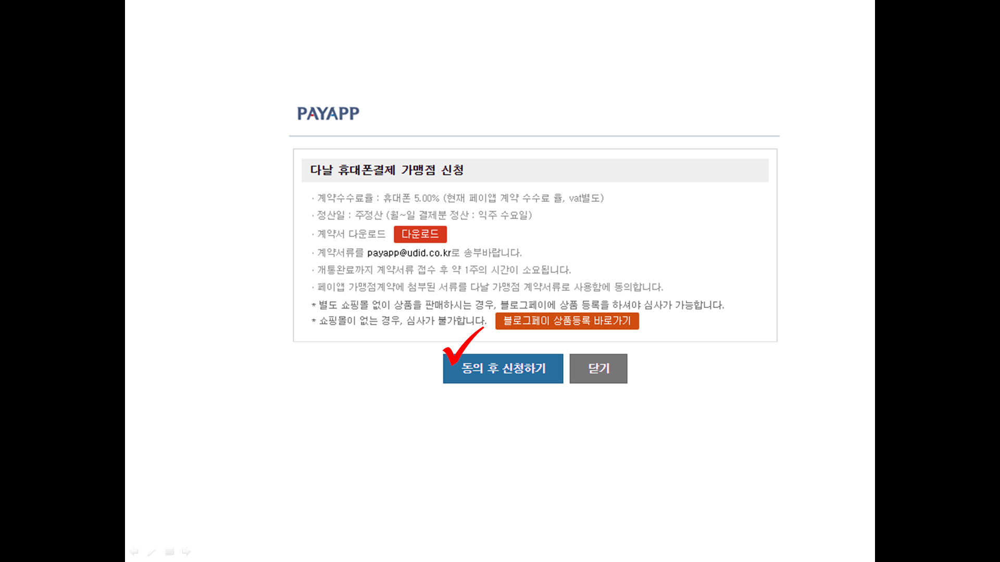 PAYAPP
다날 휴대폰결제 가맹점 신청
· 계약수수료율 : 휴대폰 5.00% (현재 페이앱 계약 수수료 율, vat별도)
· 정산일 : 주정산 (월~일 결제분 정산 : 익주 수요일)
· 계약서 다운로드 다운로드
· 계약서류를 payapp@udid.co.kr로 송부바랍니다.
· 개통완료까지 계약서류 접수 후 약 1주의 시간이 소요됩니다.
· 페이앱 가맹점계약에 첨부된 서류를 다날 가맹점 계약서류로 사용함에 동의합니다.
* 별도 쇼핑몰 없이 상품을 판매하시는 경우, 블로그페이에 상품 등록을 하셔야 심사가 가능합니다.
* 쇼핑몰이 없는 경우, 심사가 불가합니다. 블로그페이 상품등록 바로가기
동의 후 신청하기 닫기